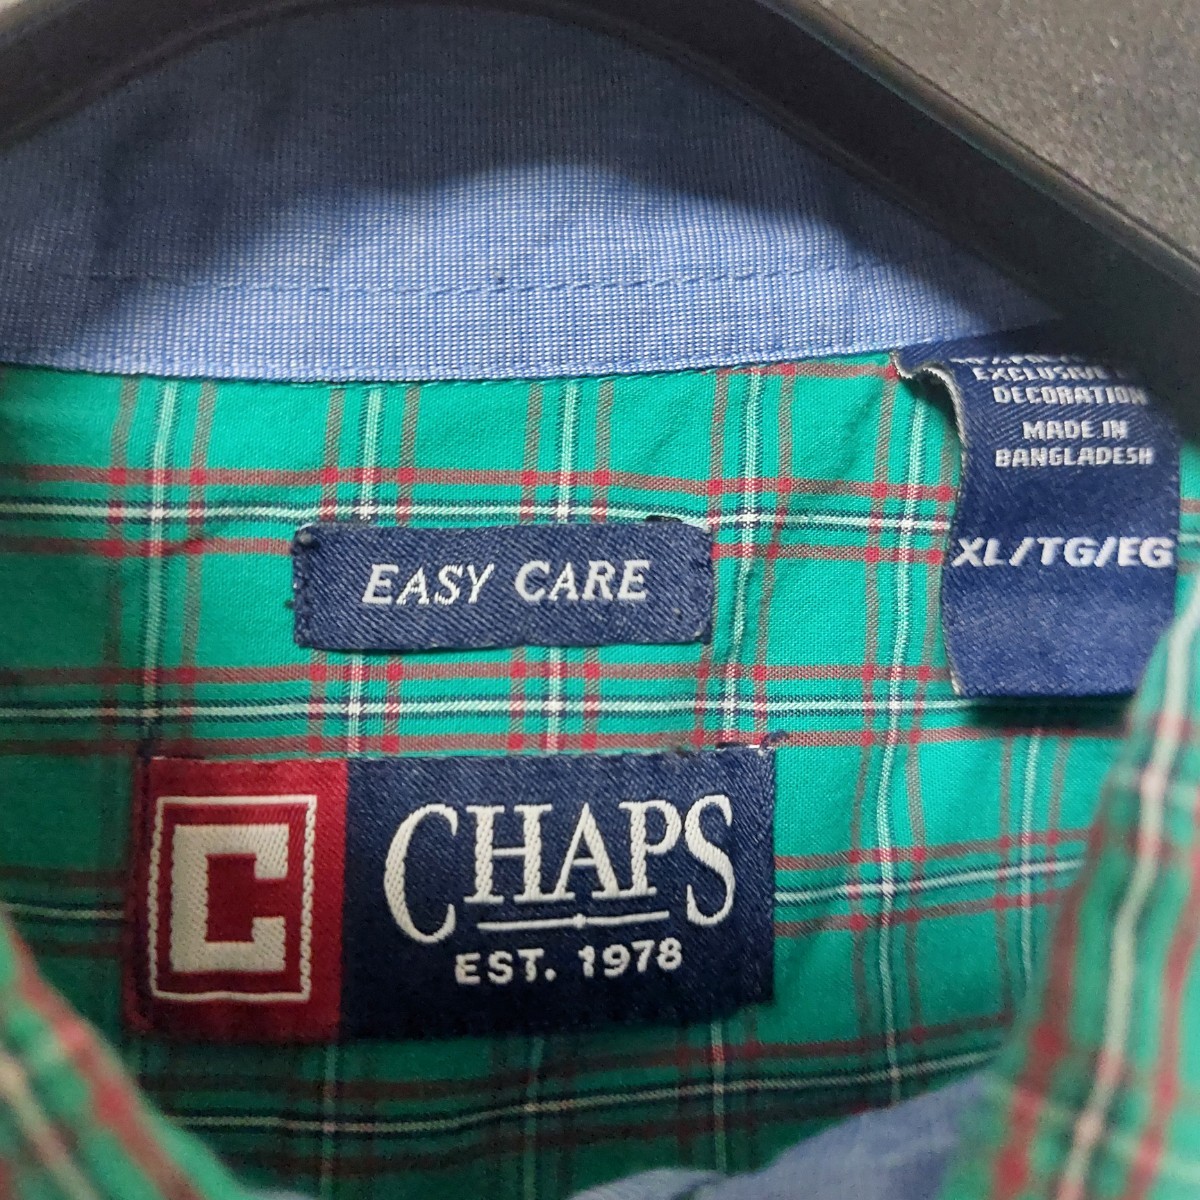 EXCLUSIVE
DECORATION
MADE IN
BANGLADESH
XL/TG/EG
EASY CARE
C
CHAPS
EST. 1978